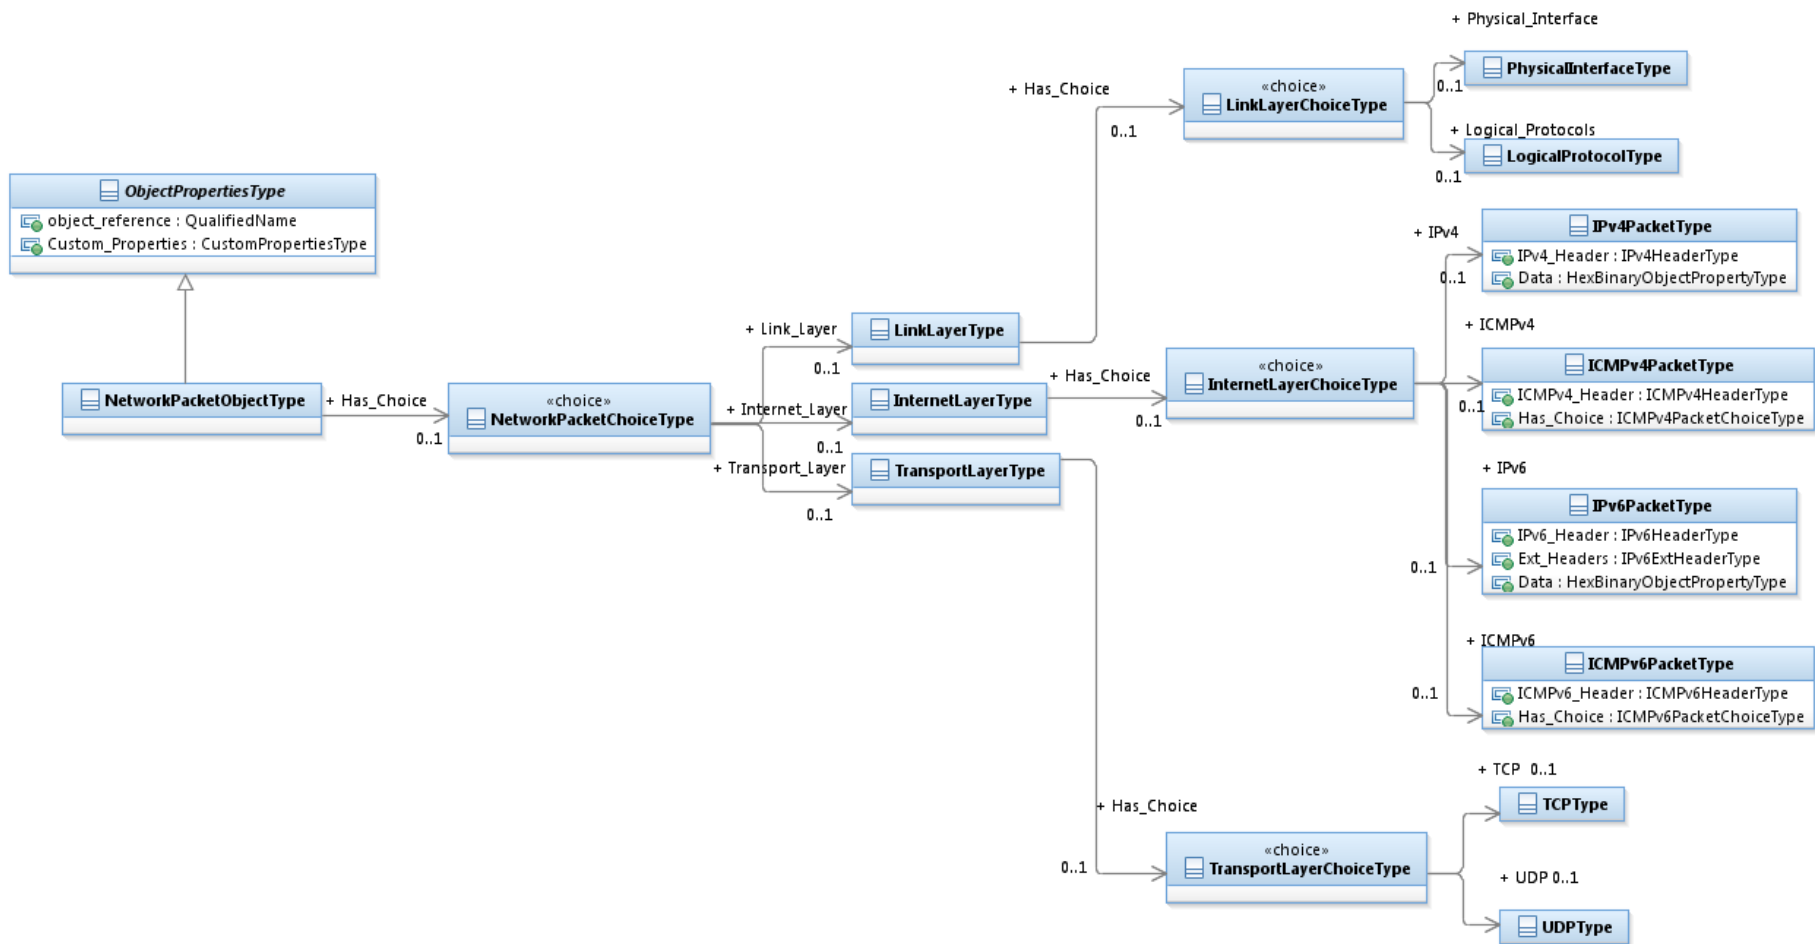 + Physical_Interface
PhysicalInterfaceType
0..1
+ Has_Choice
«choice»
LinkLayerChoiceType
0..1
+ Logical_Protocols
LogicalProtocolType
0..1
ObjectPropertiesType
object_reference : QualifiedName
Custom_Properties : CustomPropertiesType
+ IPv4
0..1
IPv4PacketType
IPv4_Header : IPv4HeaderType
Data : HexBinaryObjectPropertyType
+ Link_Layer
0..1
LinkLayerType
+ ICMPv4
0..1
ICMPv4PacketType
ICMPv4_Header : ICMPv4HeaderType
Has_Choice : ICMPv4PacketChoiceType
NetworkPacketObjectType
+ Has_Choice
0..1
«choice»
NetworkPacketChoiceType
+ Internet_Layer
0..1
InternetLayerType
+ Has_Choice
0..1
«choice»
InternetLayerChoiceType
+ Transport_Layer
0..1
TransportLayerType
+ IPv6
0..1
IPv6PacketType
IPv6_Header : IPv6HeaderType
Ext_Headers : IPv6ExtHeaderType
Data : HexBinaryObjectPropertyType
+ ICMPv6
0..1
ICMPv6PacketType
ICMPv6_Header : ICMPv6HeaderType
Has_Choice : ICMPv6PacketChoiceType
+ TCP 0..1
TCPType
+ Has_Choice
0..1
«choice»
TransportLayerChoiceType
+ UDP 0..1
UDPType